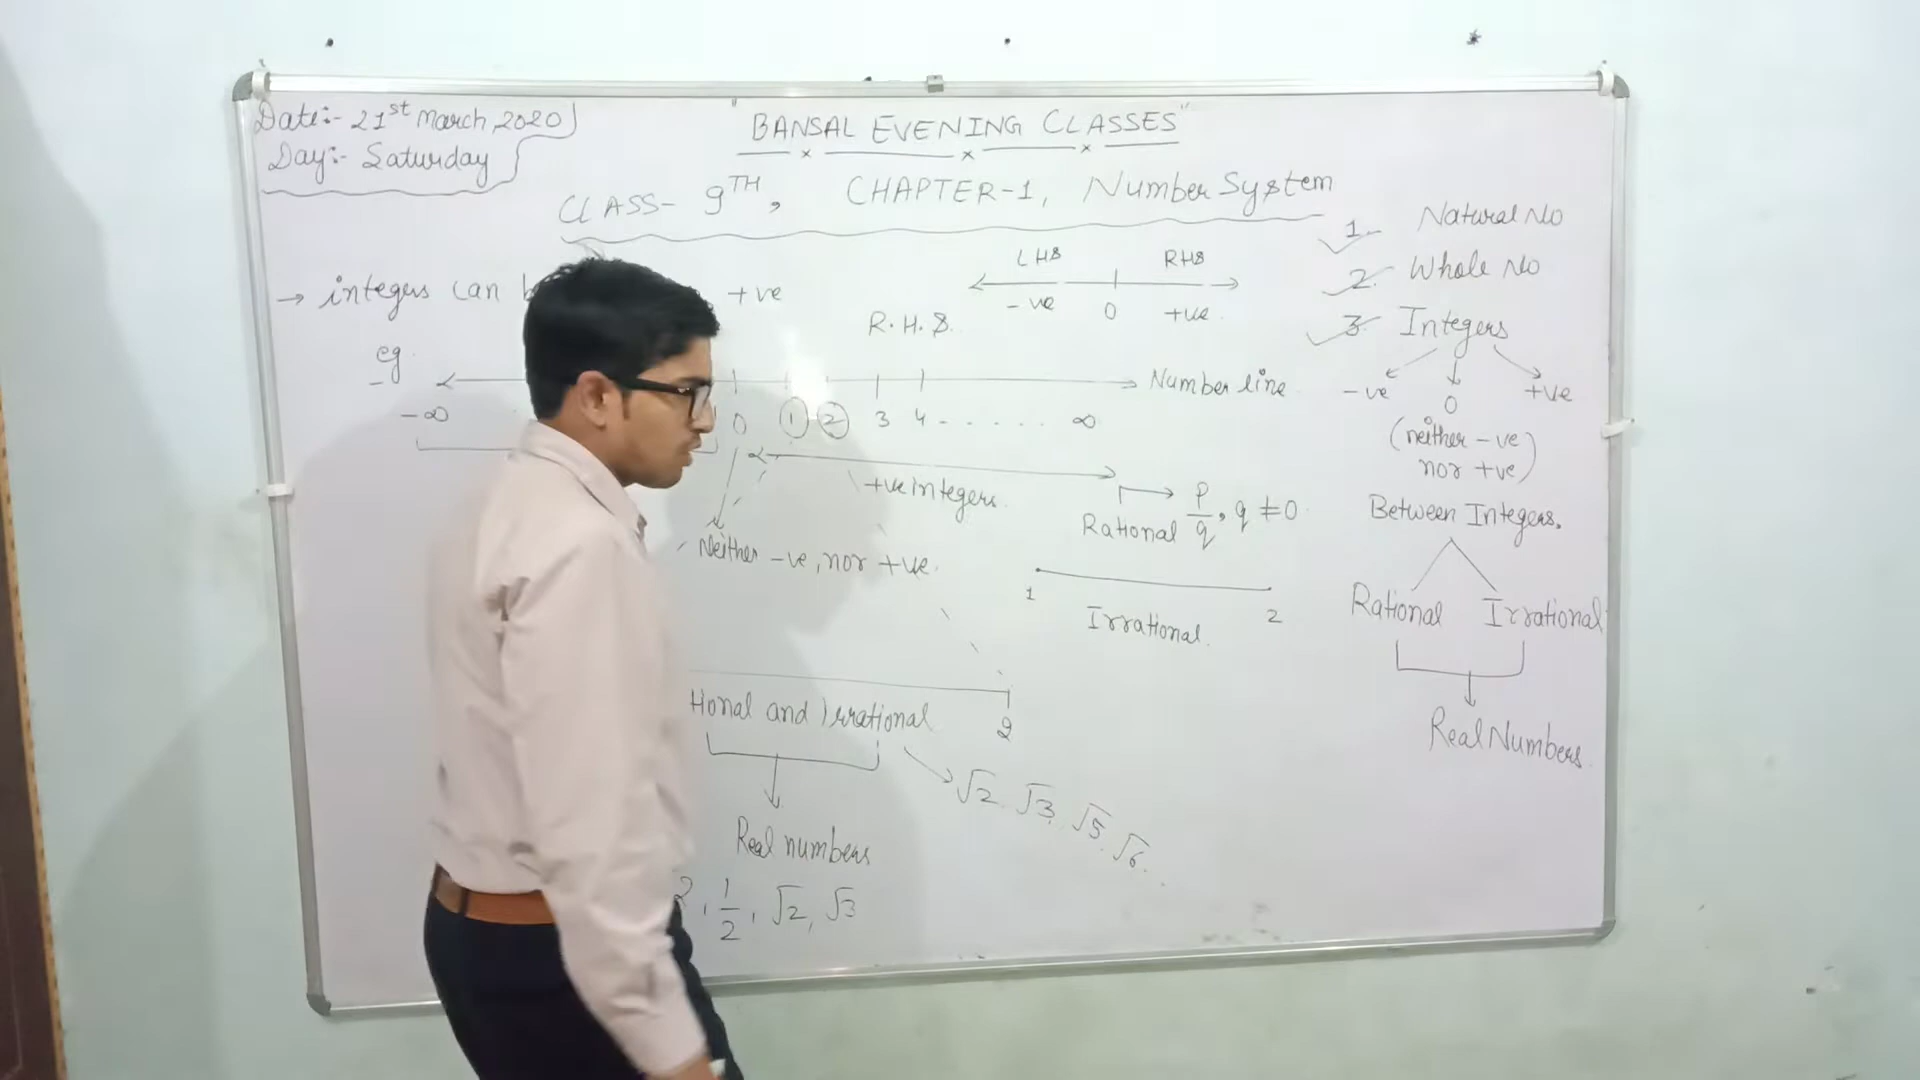 Date:- 21st March, 2020
Day:- Saturday
"BANSAL EVENING CLASSES"
CLASS- 9TH, CHAPTER-1, Number System
→ integers can +ve
eg
-∞ 0 1 2 3 4 - . . . . . ∞
R.H.S.
Number line
+ve integers
Neither -ve, nor +ve.
LHS RHS
-ve 0 +ve
Rational p/q, q ≠ 0
1 2
Irrational.
and Irrational 2
√2, √3, √5, √6.
Real numbers
2, 1/2, √2, √3
1. Natural No
2. Whole No
3. Integers
-ve 0 +ve
(neither -ve
nor +ve)
Between Integers.
Rational Irrational
Real Numbers.